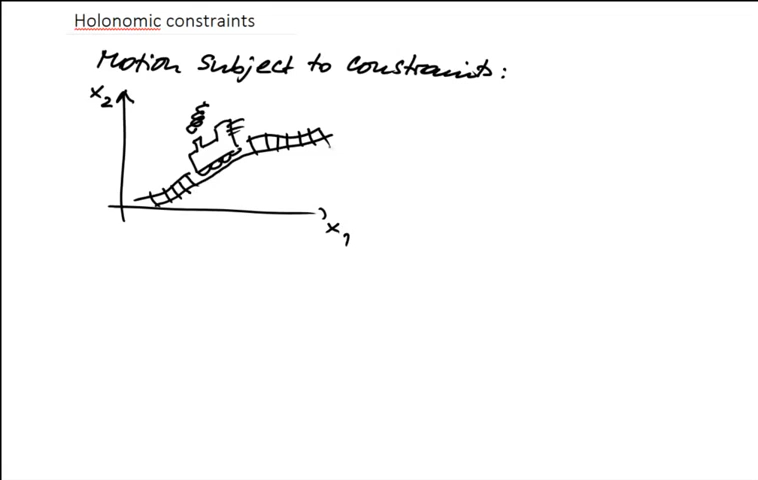 Holonomic constraints
Motion subject to constraints:
x₂
x₁